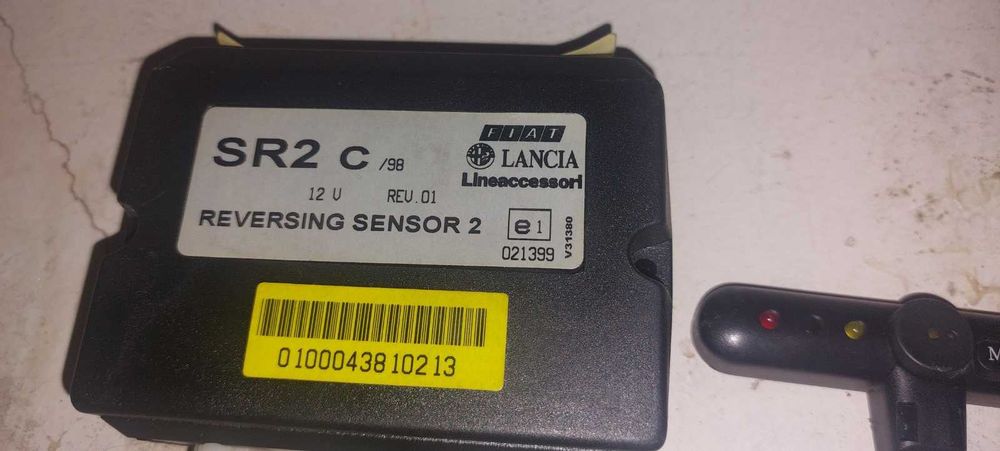 SR2 C /98
12 V REV.01
REVERSING SENSOR 2
FIAT
LANCIA
Lineaccessori
e1
021399
V31380
0100043810213
M